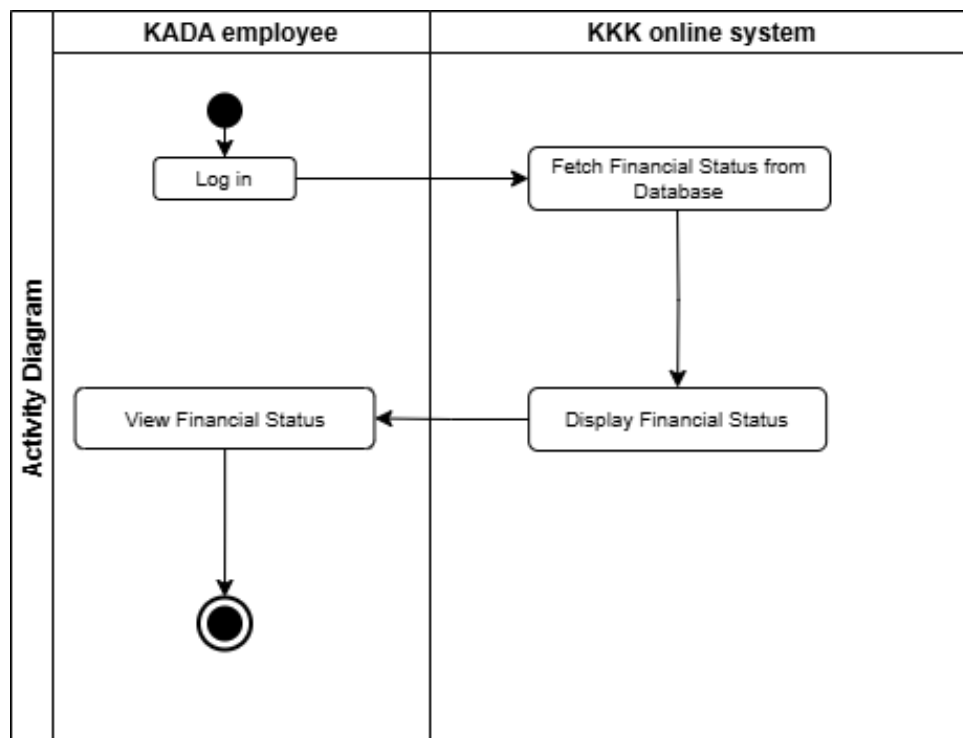 KADA employee
KKK online system
Activity Diagram
Log in
Fetch Financial Status from
Database
View Financial Status
Display Financial Status